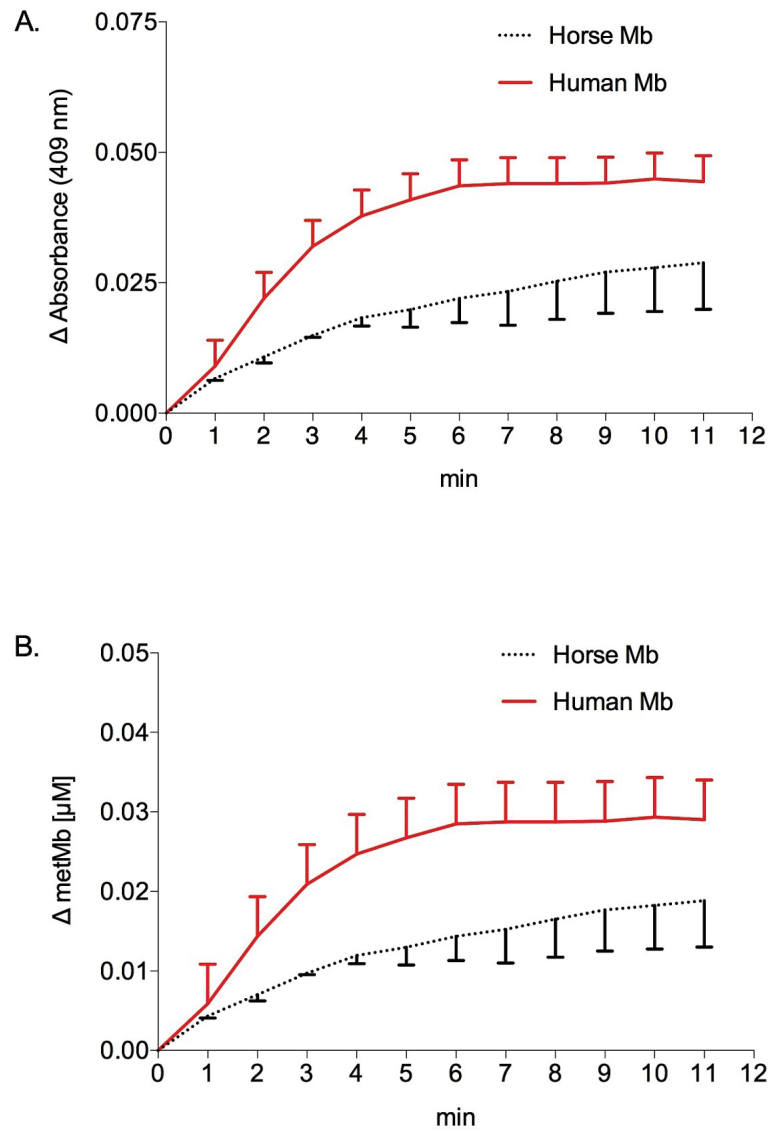 A.
Δ Absorbance (409 nm)
0.075
0.050
0.025
0.000
Horse Mb
Human Mb
0 1 2 3 4 5 6 7 8 9 10 11 12
min
B.
Δ metMb [µM]
0.05
0.04
0.03
0.02
0.01
0.00
Horse Mb
Human Mb
0 1 2 3 4 5 6 7 8 9 10 11 12
min